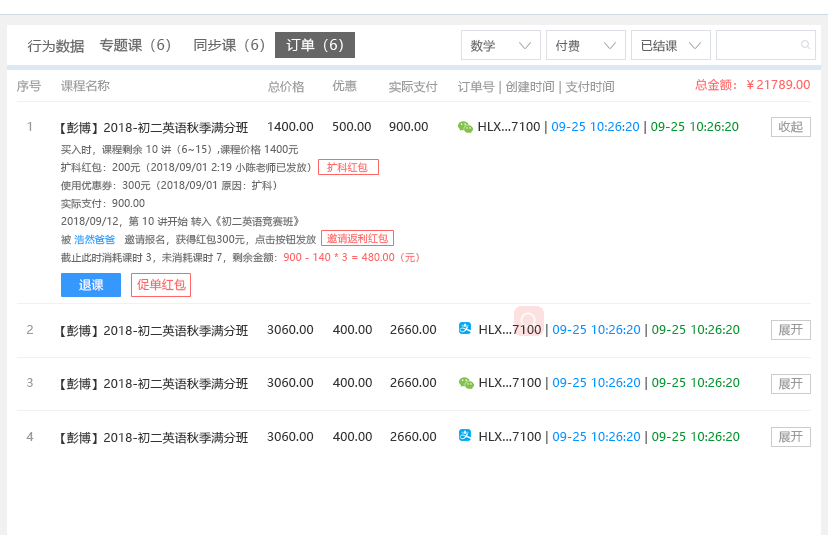 行为数据 专题课（6） 同步课（6） 订单（6） 数学 付费 已结课
序号 课程名称 总价格 优惠 实际支付 订单号 | 创建时间 | 支付时间 总金额：￥21789.00
1 【彭博】2018-初二英语秋季满分班 1400.00 500.00 900.00 HLX...7100 | 09-25 10:26:20 | 09-25 10:26:20 收起
买入时，课程剩余 10 讲（6~15）,课程价格 1400元
扩科红包：200元（2018/09/01 2:19 小陈老师已发放） 扩科红包
使用优惠券：300元（2018/09/01 原因：扩科）
实际支付：900.00
2018/09/12，第 10 讲开始 转入《初二英语竞赛班》
被 浩然爸爸 邀请报名，获得红包300元，点击按钮发放 邀请返利红包
截止此时消耗课时 3，未消耗课时 7，剩余金额：900 - 140 * 3 = 480.00（元）
退课 促单红包
2 【彭博】2018-初二英语秋季满分班 3060.00 400.00 2660.00 HLX...7100 | 09-25 10:26:20 | 09-25 10:26:20 展开
3 【彭博】2018-初二英语秋季满分班 3060.00 400.00 2660.00 HLX...7100 | 09-25 10:26:20 | 09-25 10:26:20 展开
4 【彭博】2018-初二英语秋季满分班 3060.00 400.00 2660.00 HLX...7100 | 09-25 10:26:20 | 09-25 10:26:20 展开